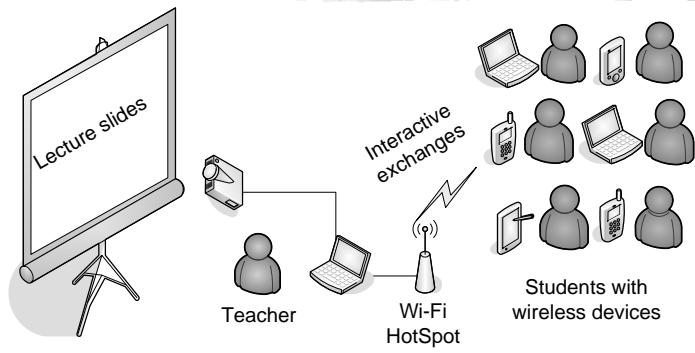 Lecture slides
Interactive
exchanges
Teacher
Wi-Fi
HotSpot
Students with
wireless devices